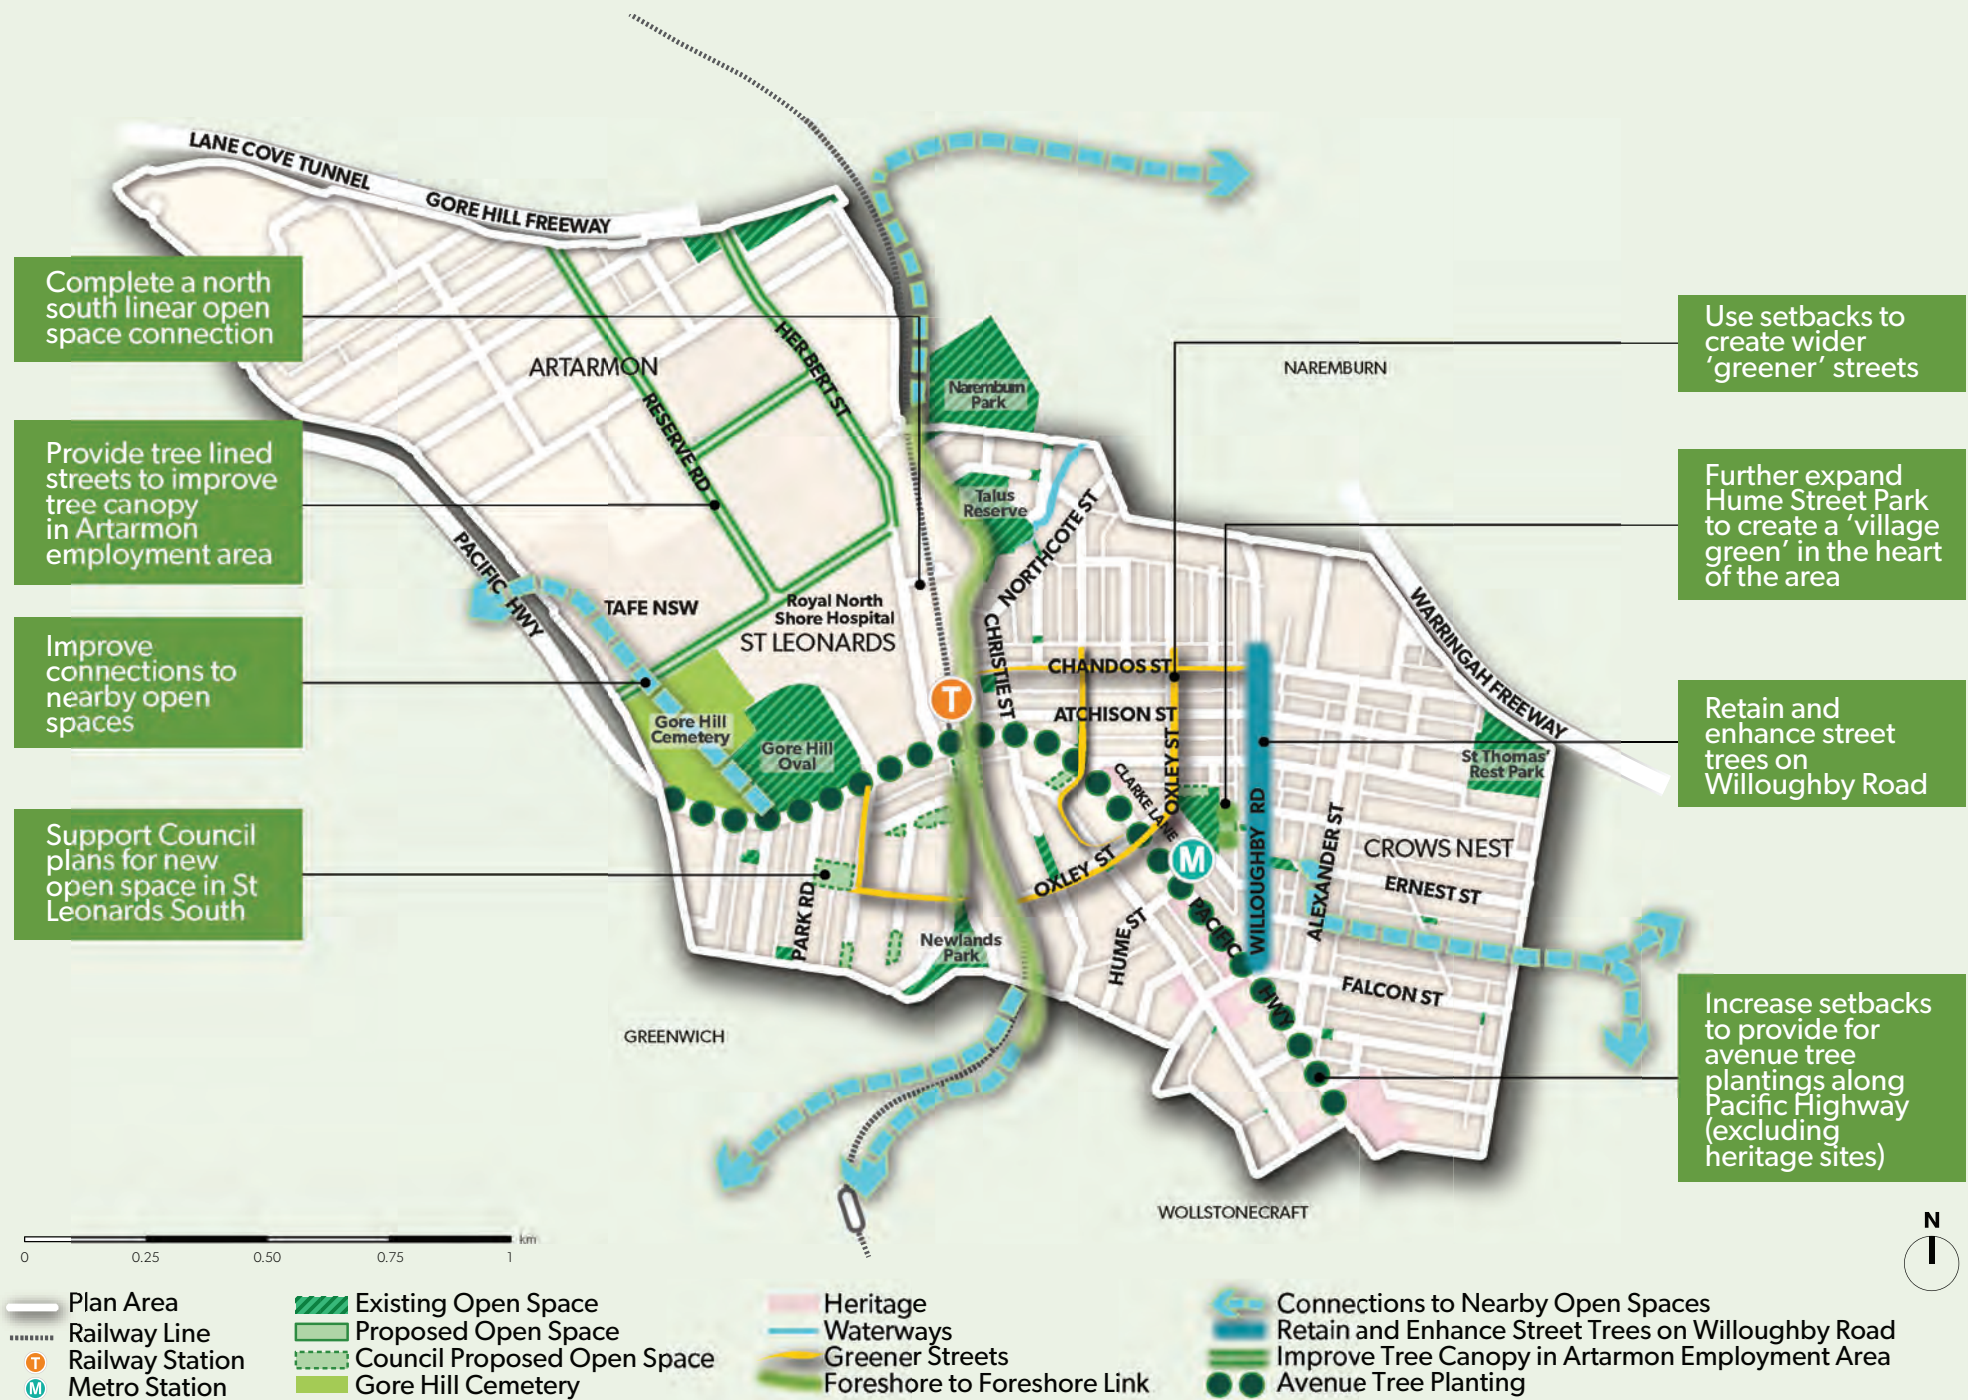 LANE COVE TUNNEL
GORE HILL FREEWAY
Complete a north
south linear open
space connection
Provide tree lined
streets to improve
tree canopy
in Artarmon
employment area
Improve
connections to
nearby open
spaces
Support Council
plans for new
open space in St
Leonards South
Use setbacks to
create wider
‘greener’ streets
Further expand
Hume Street Park
to create a ‘village
green’ in the heart
of the area
Retain and
enhance street
trees on
Willoughby Road
Increase setbacks
to provide for
avenue tree
plantings along
Pacific Highway
(excluding
heritage sites)
ARTARMON
HERBERT ST
RESERVE RD
NAREMBURN
Naremburn
Park
Talus
Reserve
NORTHCOTE ST
PACIFIC HWY
TAFE NSW
Royal North
Shore Hospital
ST LEONARDS
CHRISTIE ST
WARRINGAH FREEWAY
CHANDOS ST
ATCHISON ST
OXLEY ST
CLARKE LANE
T
Gore Hill
Cemetery
Gore Hill
Oval
St Thomas'
Rest Park
WILLOUGHBY RD
ALEXANDER ST
CROWS NEST
ERNEST ST
M
OXLEY ST
PARK RD
HUME ST
PACIFIC HWY
Newlands
Park
FALCON ST
GREENWICH
WOLLSTONECRAFT
N
km
0 0.25 0.50 0.75 1
Plan Area
Railway Line
T Railway Station
M Metro Station
Existing Open Space
Proposed Open Space
Council Proposed Open Space
Gore Hill Cemetery
Heritage
Waterways
Greener Streets
Foreshore to Foreshore Link
Connections to Nearby Open Spaces
Retain and Enhance Street Trees on Willoughby Road
Improve Tree Canopy in Artarmon Employment Area
Avenue Tree Planting